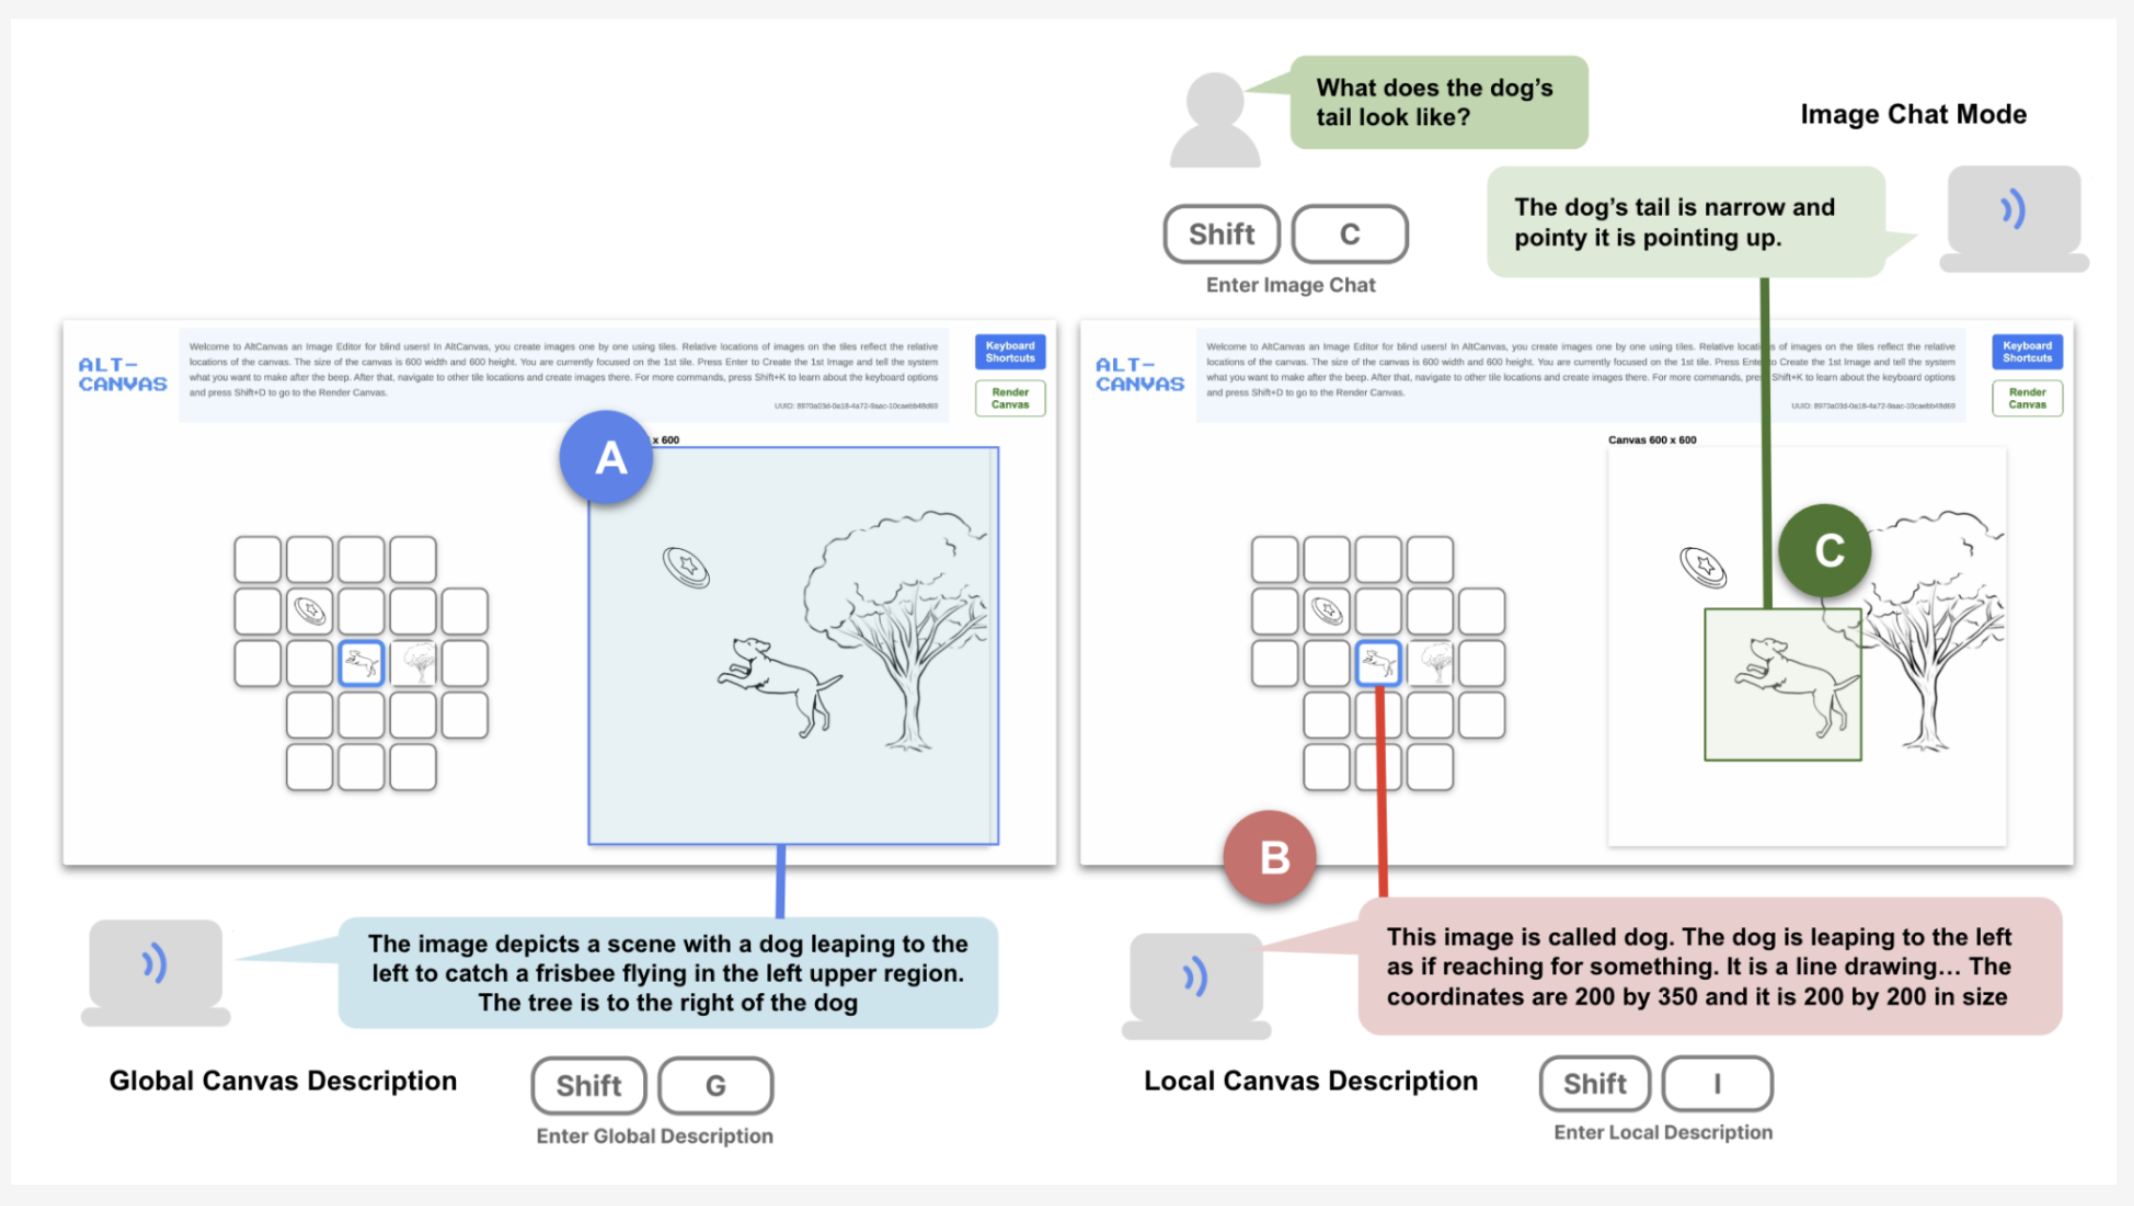 What does the dog's
tail look like?
Image Chat Mode
Shift
C
Enter Image Chat
The dog's tail is narrow and
pointy it is pointing up.
ALT-
CANVAS
Welcome to AltCanvas an Image Editor for blind users! In AltCanvas, you create images one by one using tiles. Relative locations of images on the tiles reflect the relative
locations of the canvas. The size of the canvas is 600 width and 600 height. You are currently focused on the 1st tile. Press Enter to Create the 1st Image and tell the system
what you want to make after the beep. After that, navigate to other tile locations and create images there. For more commands, press Shift+K to learn about the keyboard options
and press Shift+D to go to the Render Canvas.
UUID:
Keyboard
Shortcuts
Render
Canvas
A
x 600
ALT-
CANVAS
Welcome to AltCanvas an Image Editor for blind users! In AltCanvas, you create images one by one using tiles. Relative of images on the tiles reflect the relative
locations of the canvas. The size of the canvas is 600 width and 600 height. You are currently focused on the 1st tile. Press to Create the 1st Image and tell the system
what you want to make after the beep. After that, navigate to other tile locations and create images there. For more commands, Shift+K to learn about the keyboard options
and press Shift+D to go to the Render Canvas.
UUID:
Keyboard
Shortcuts
Render
Canvas
Canvas 600 x 600
C
B
The image depicts a scene with a dog leaping to the
left to catch a frisbee flying in the left upper region.
The tree is to the right of the dog
Global Canvas Description
Shift
G
Enter Global Description
This image is called dog. The dog is leaping to the left
as if reaching for something. It is a line drawing... The
coordinates are 200 by 350 and it is 200 by 200 in size
Local Canvas Description
Shift
I
Enter Local Description